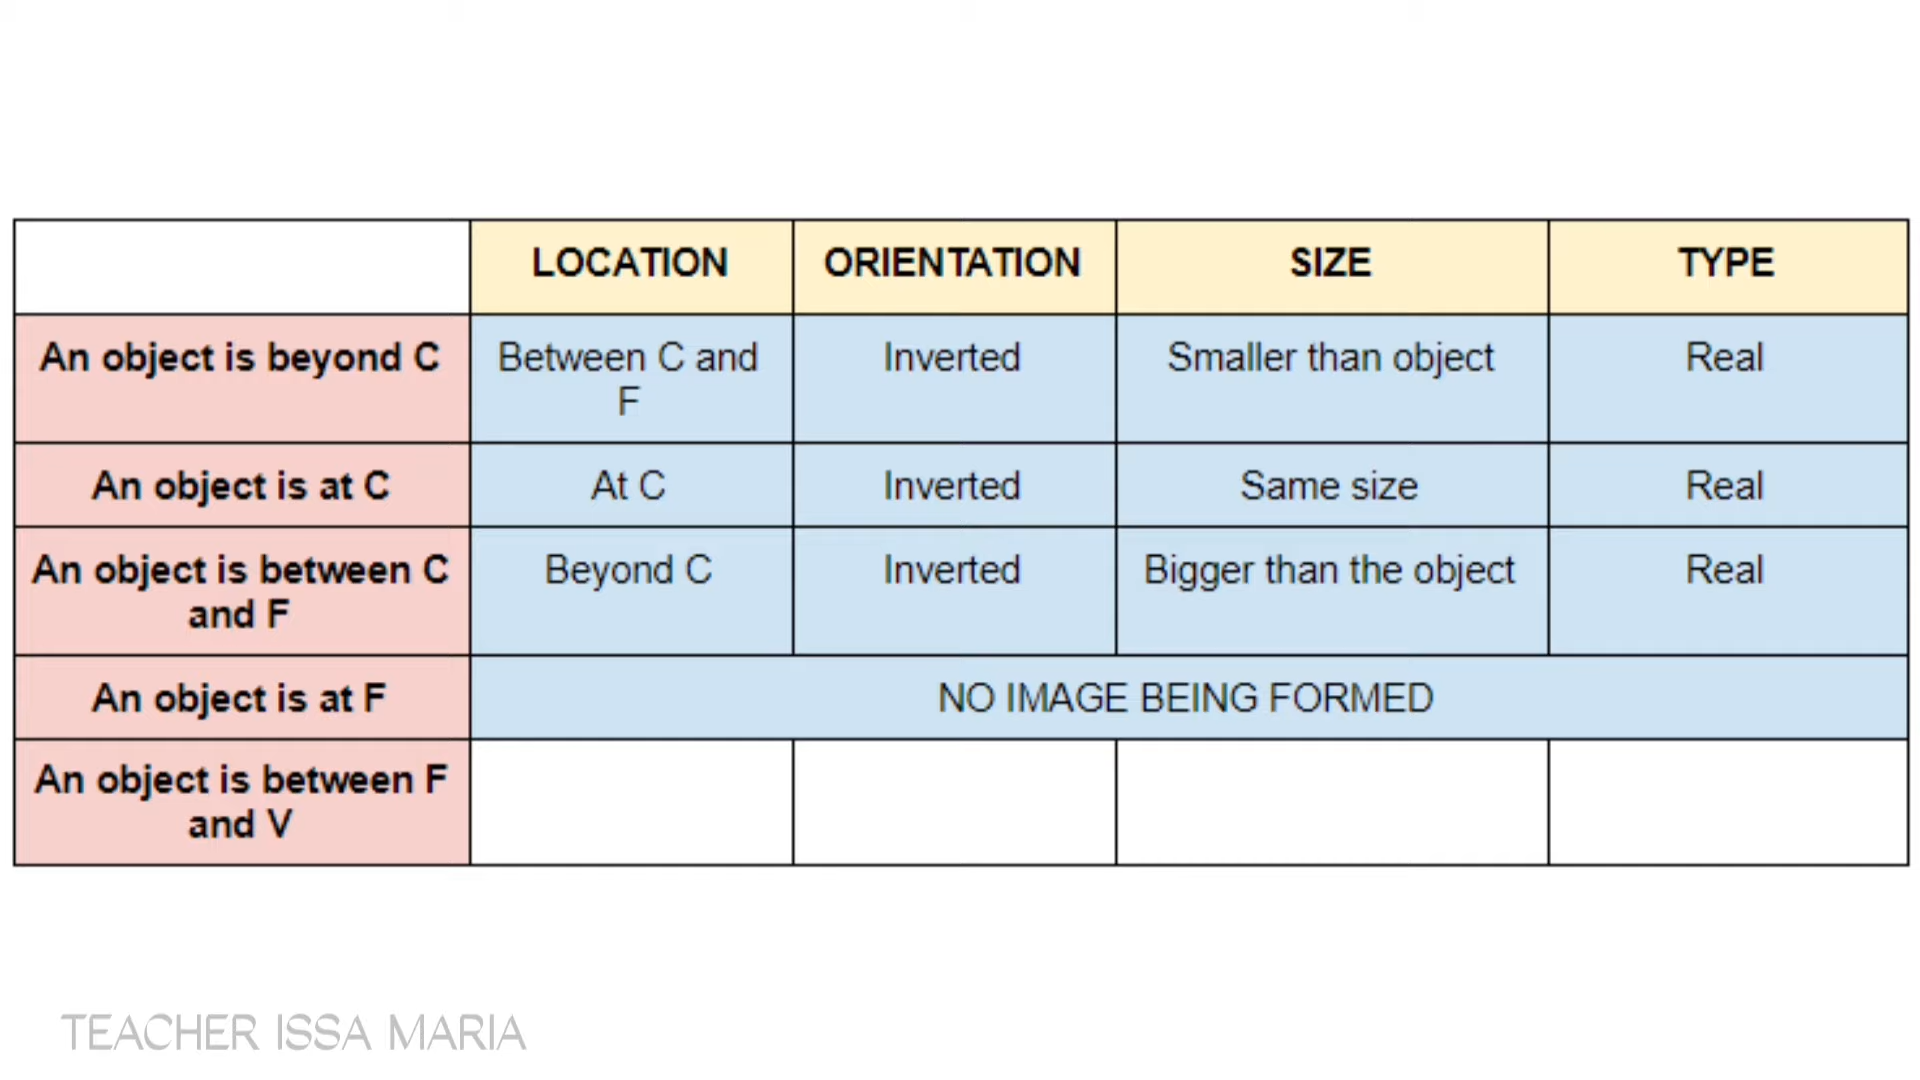 LOCATION ORIENTATION SIZE TYPE
An object is beyond C Between C and Inverted Smaller than object Real
F
An object is at C At C Inverted Same size Real
An object is between C Beyond C Inverted Bigger than the object Real
and F
An object is at F NO IMAGE BEING FORMED
An object is between F
and V
TEACHER ISSA MARIA